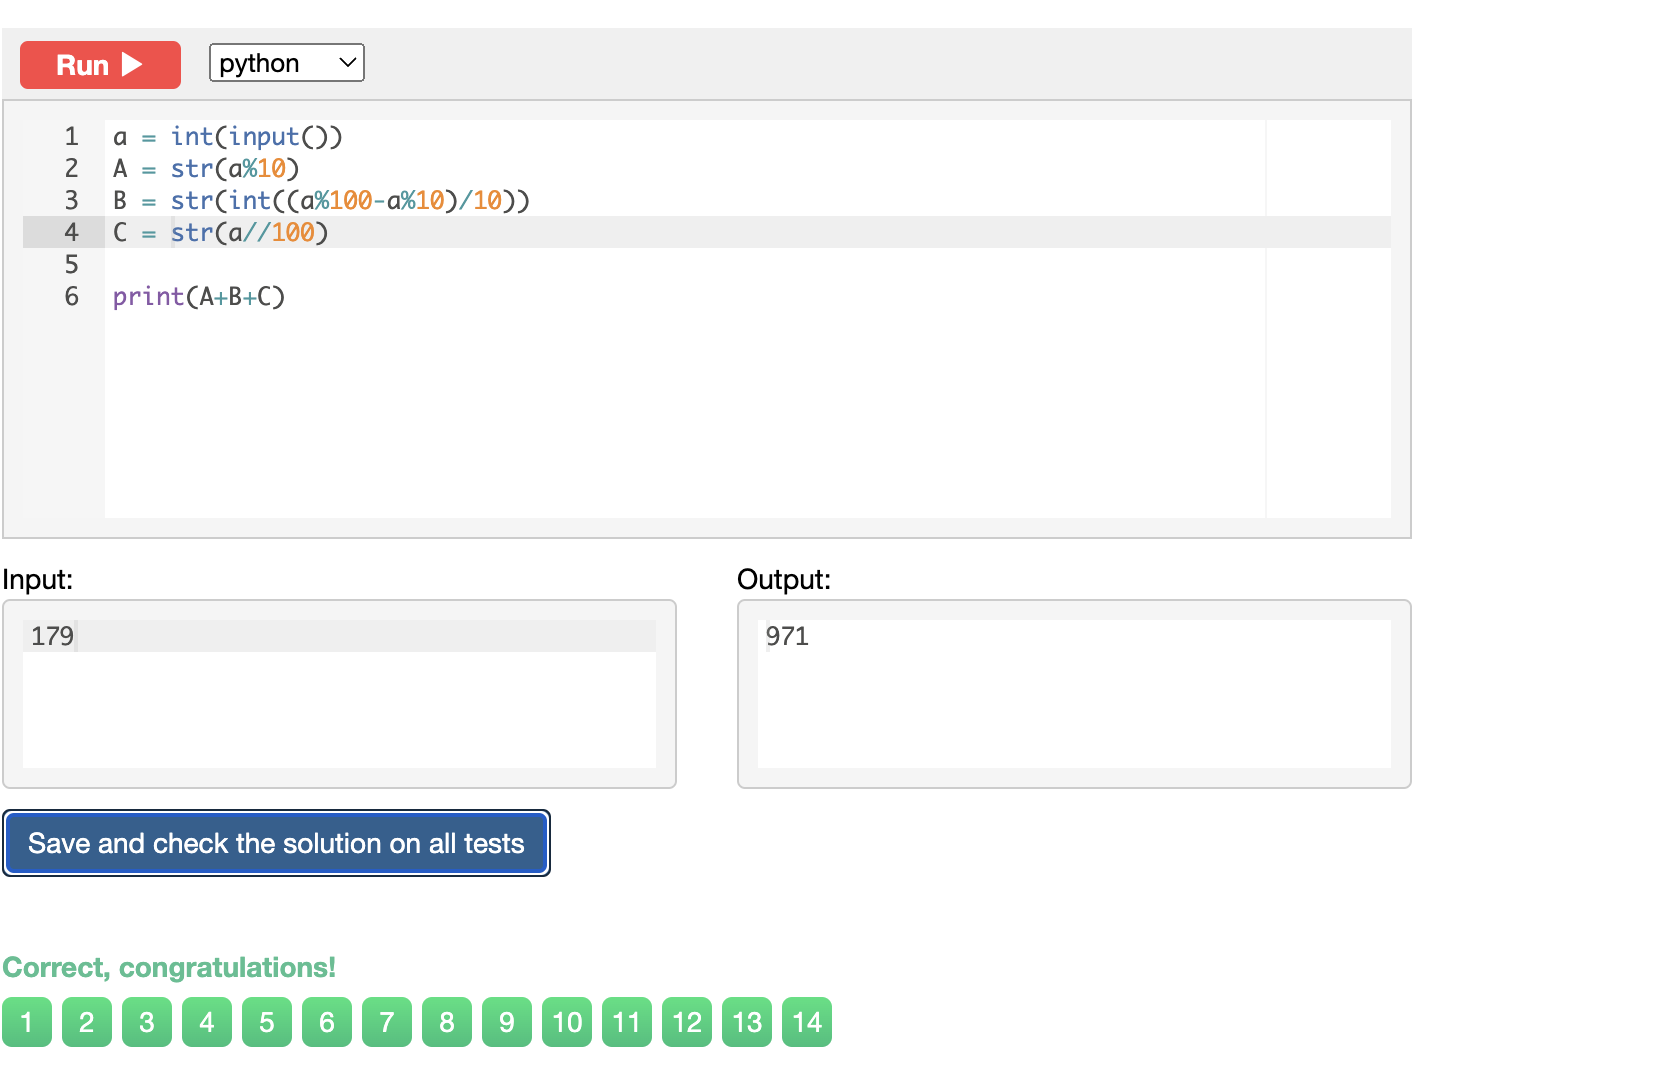 Run python
1 a = int(input())
2 A = str(a%10)
3 B = str(int((a%100-a%10)/10))
4 C = str(a//100)
5
6 print(A+B+C)
Input:
179
Output:
971
Save and check the solution on all tests
Correct, congratulations!
1 2 3 4 5 6 7 8 9 10 11 12 13 14